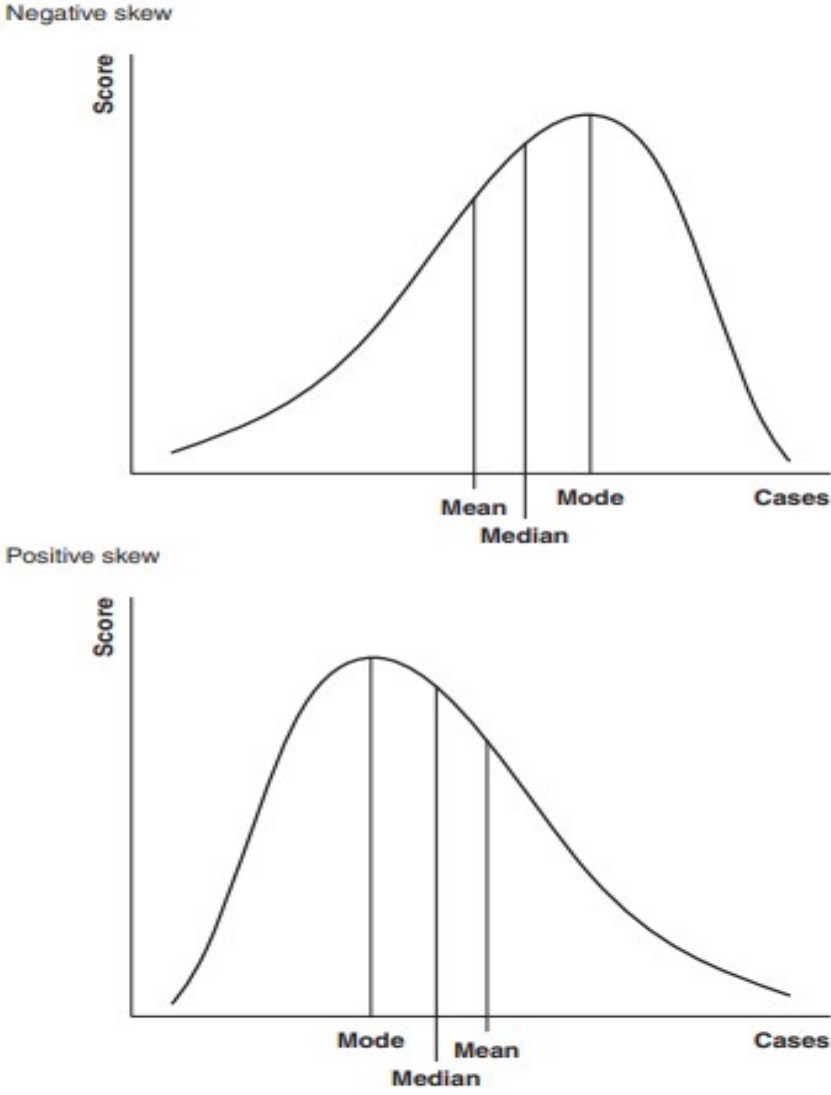 Negative skew
Score
Mean
Mode
Cases
Median
Positive skew
Score
Mode
Mean
Cases
Median